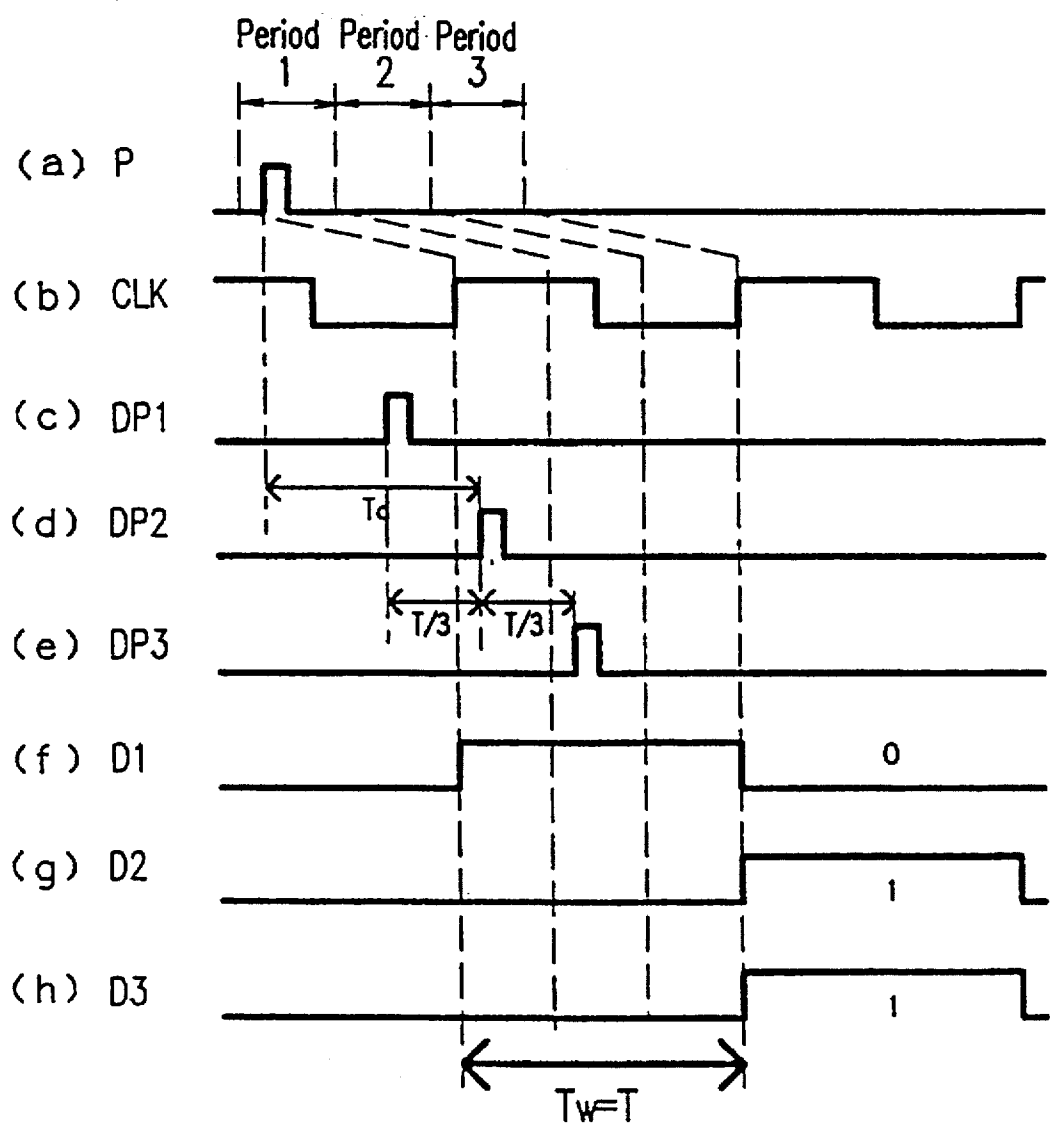 Period Period Period
1 2 3
(a) P
(b) CLK
(c) DP1
Td
(d) DP2
T/3 T/3
(e) DP3
(f) D1 0
(g) D2 1
(h) D3 1
Tw=T